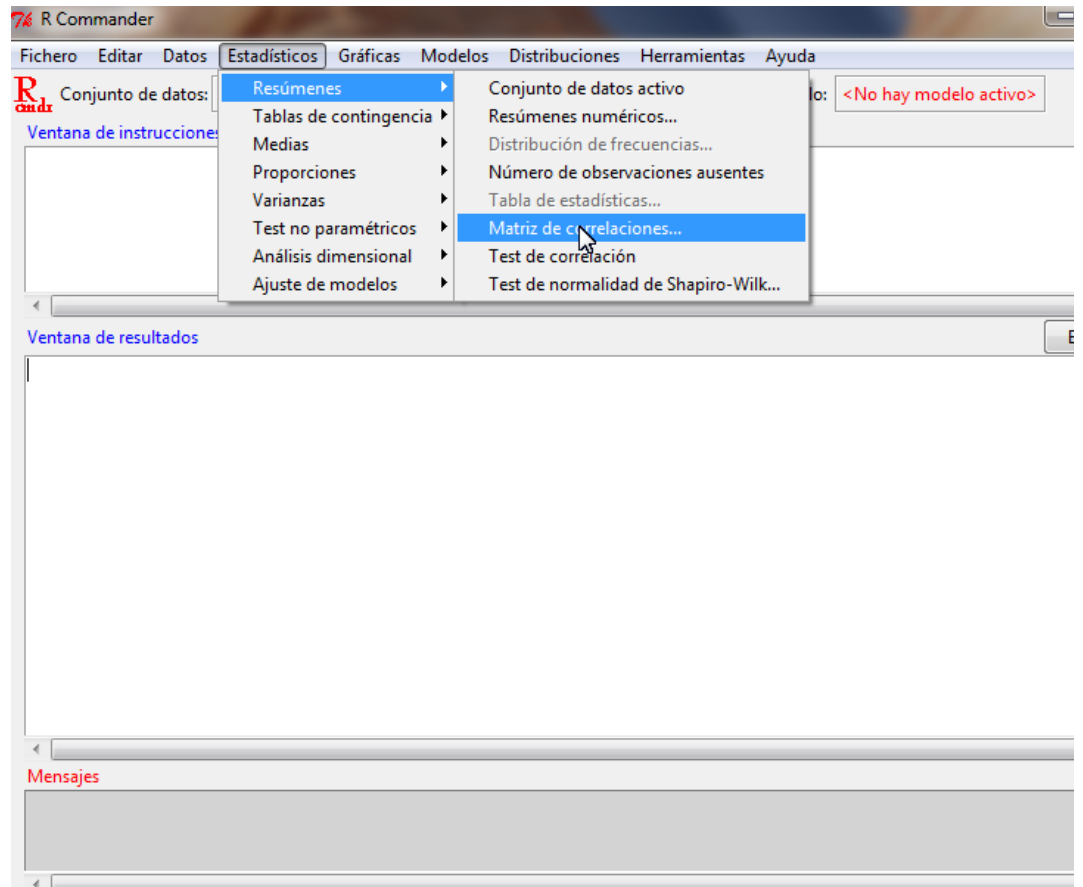 R Commander
Fichero Editar Datos Estadísticos Gráficas Modelos Distribuciones Herramientas Ayuda
R cmdr Conjunto de datos: lo: <No hay modelo activo>
Resúmenes
Tablas de contingencia
Medias
Proporciones
Varianzas
Test no paramétricos
Análisis dimensional
Ajuste de modelos
Conjunto de datos activo
Resúmenes numéricos...
Distribución de frecuencias...
Número de observaciones ausentes
Tabla de estadísticas...
Matriz de correlaciones...
Test de correlación
Test de normalidad de Shapiro-Wilk...
Ventana de instrucciones
Ventana de resultados
E
Mensajes